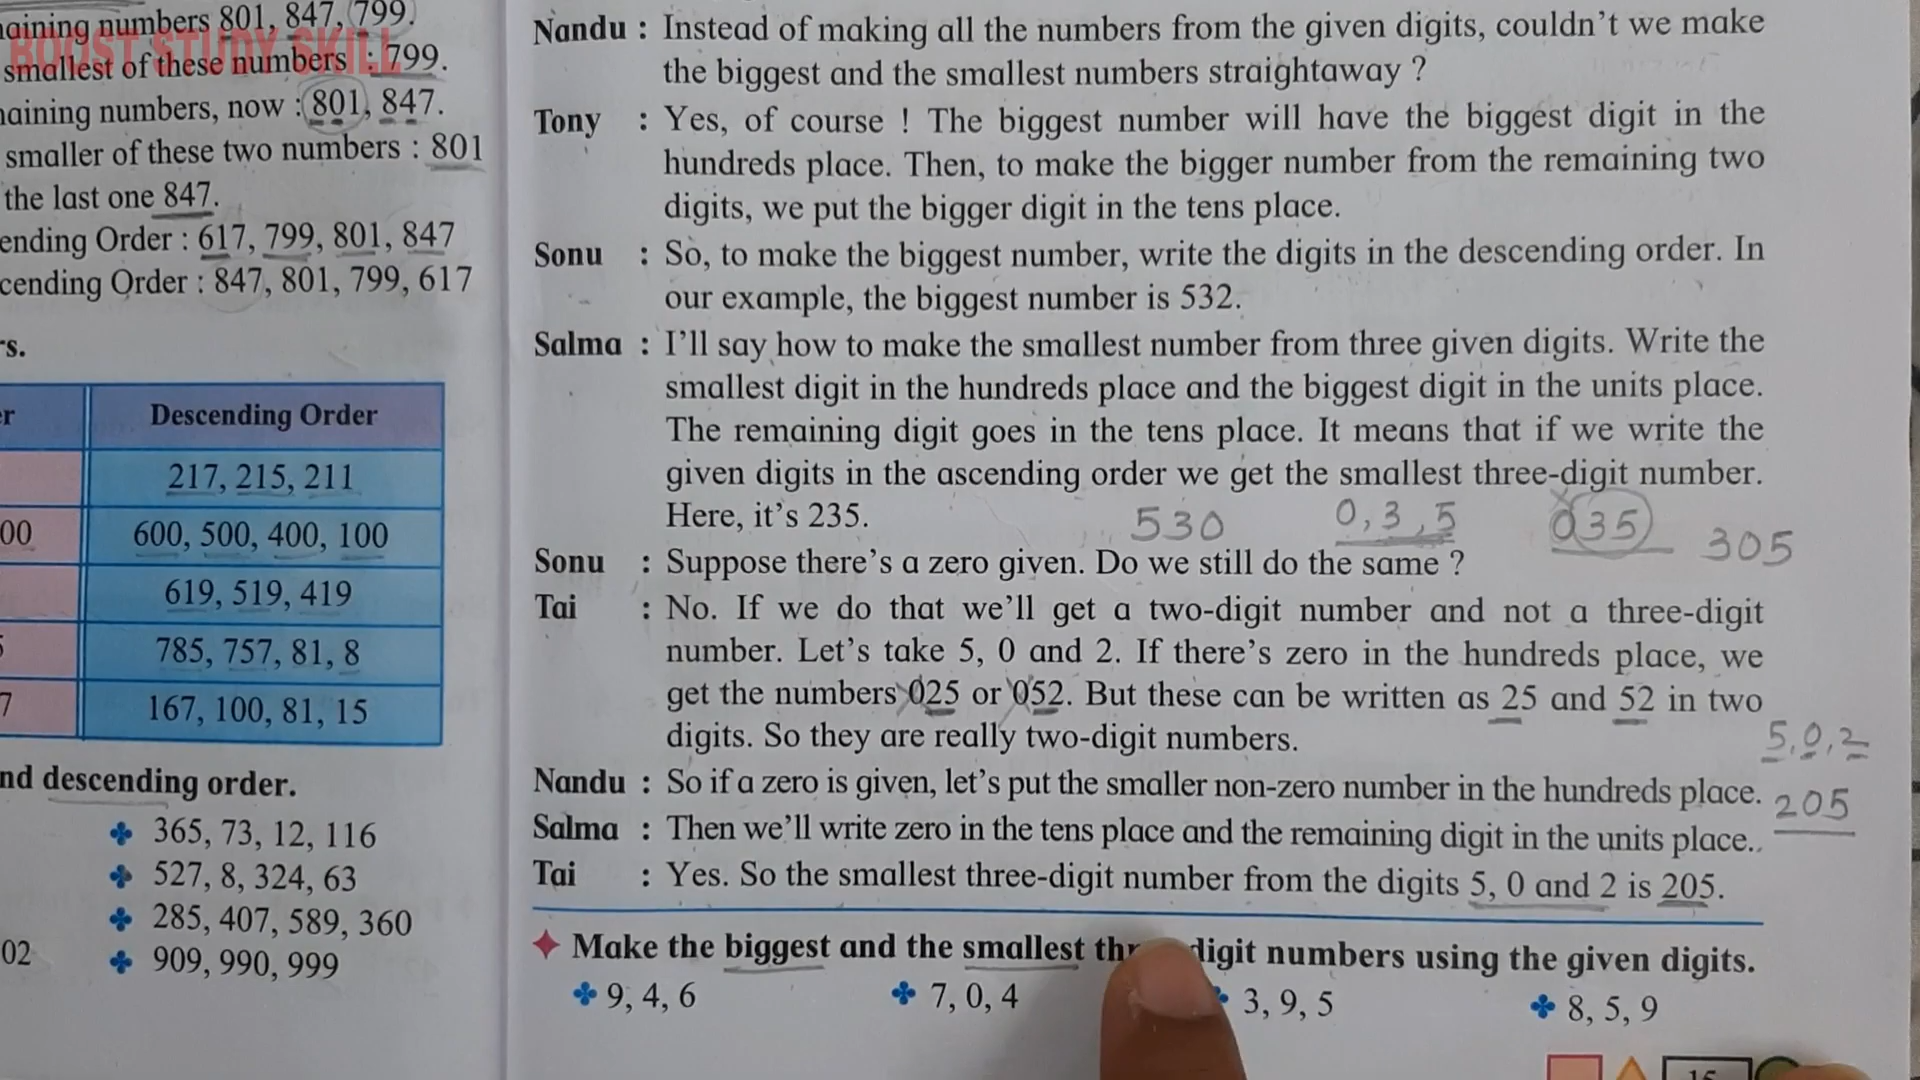 naining numbers 801, 847, 799.
BOOST STUDY SKILL
smallest of these numbers : 799.
naining numbers, now : 801, 847.
smaller of these two numbers : 801
the last one 847.
ending Order : 617, 799, 801, 847
cending Order : 847, 801, 799, 617
rs.
er
Descending Order
217, 215, 211
00
600, 500, 400, 100
619, 519, 419
5
785, 757, 81, 8
7
167, 100, 81, 15
nd descending order.
365, 73, 12, 116
527, 8, 324, 63
285, 407, 589, 360
02
909, 990, 999
Nandu : Instead of making all the numbers from the given digits, couldn't we make
the biggest and the smallest numbers straightaway ?
Tony : Yes, of course ! The biggest number will have the biggest digit in the
hundreds place. Then, to make the bigger number from the remaining two
digits, we put the bigger digit in the tens place.
Sonu : So, to make the biggest number, write the digits in the descending order. In
our example, the biggest number is 532.
Salma : I'll say how to make the smallest number from three given digits. Write the
smallest digit in the hundreds place and the biggest digit in the units place.
The remaining digit goes in the tens place. It means that if we write the
given digits in the ascending order we get the smallest three-digit number.
Here, it's 235.
530 0,3,5 035 305
Sonu : Suppose there's a zero given. Do we still do the same ?
Tai : No. If we do that we'll get a two-digit number and not a three-digit
number. Let's take 5, 0 and 2. If there's zero in the hundreds place, we
get the numbers 025 or 052. But these can be written as 25 and 52 in two
digits. So they are really two-digit numbers.
5,0,2
Nandu : So if a zero is given, let's put the smaller non-zero number in the hundreds place.
205
Salma : Then we'll write zero in the tens place and the remaining digit in the units place.
Tai : Yes. So the smallest three-digit number from the digits 5, 0 and 2 is 205.
Make the biggest and the smallest digit numbers using the given digits.
9, 4, 6
7, 0, 4
3, 9, 5
8, 5, 9